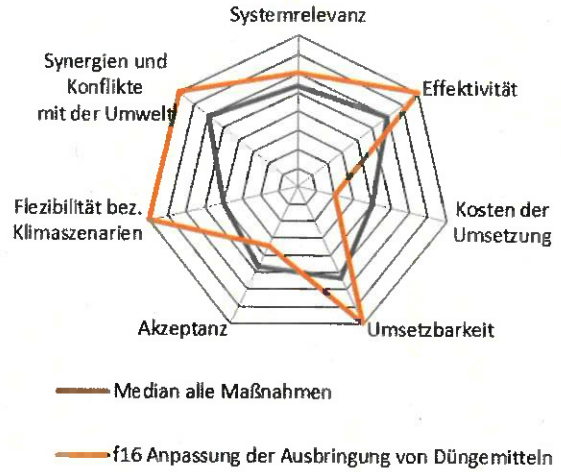 Systemrelevanz
Synergien und
Konflikte
mit der Umwelt
Effektivität
Flezibilität bez.
Klimaszenarien
Kosten der
Umsetzung
Akzeptanz
Umsetzbarkeit
Median alle Maßnahmen
f16 Anpassung der Ausbringung von Düngemitteln